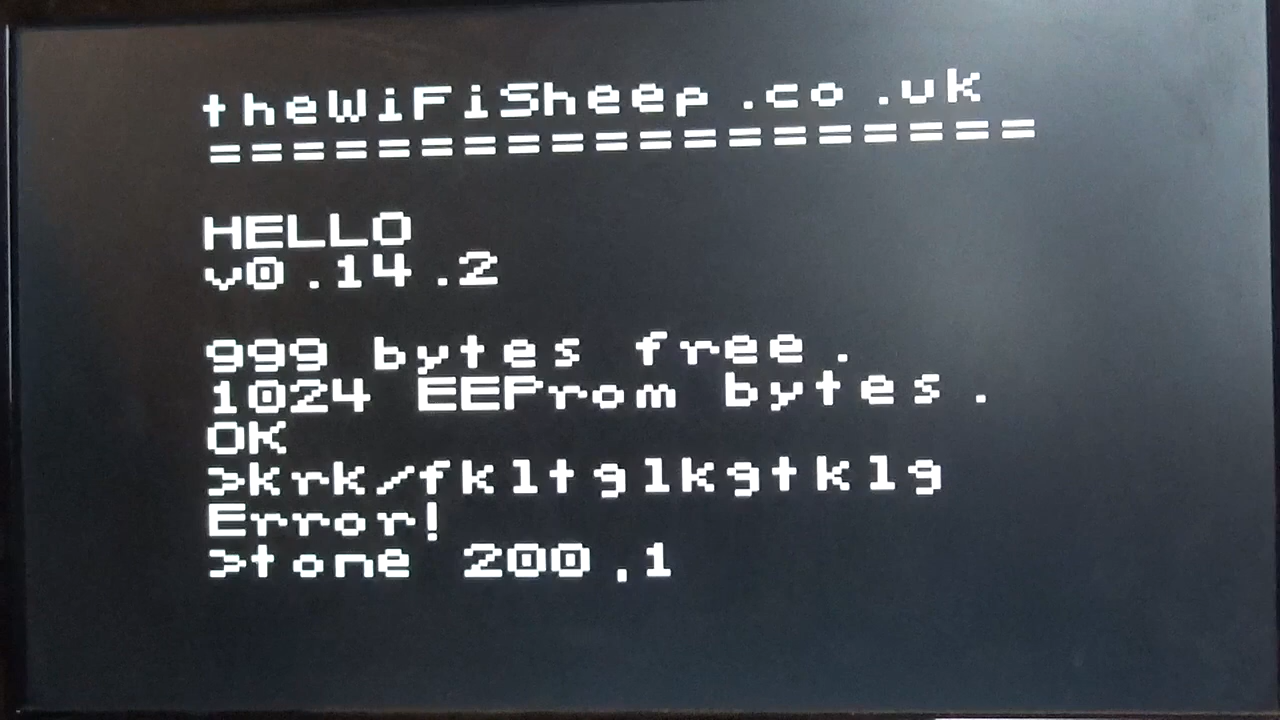 theWiFiSheep.co.uk
===================
HELLO
v0.14.2
999 bytes free.
1024 EEProm bytes.
OK
>krk/fkltglkgtklg
Error!
>tone 200,1